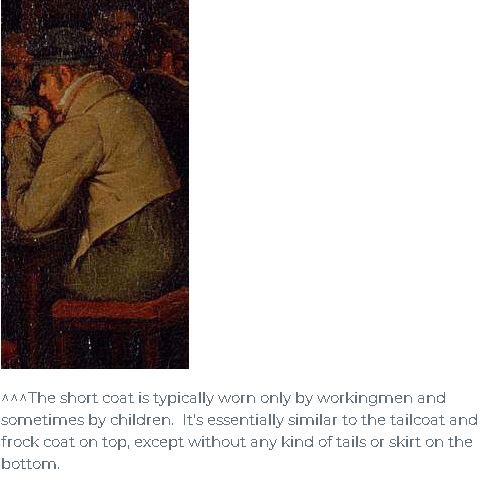 ^^^The short coat is typically worn only by workingmen and
sometimes by children.  It's essentially similar to the tailcoat and
frock coat on top, except without any kind of tails or skirt on the
bottom.